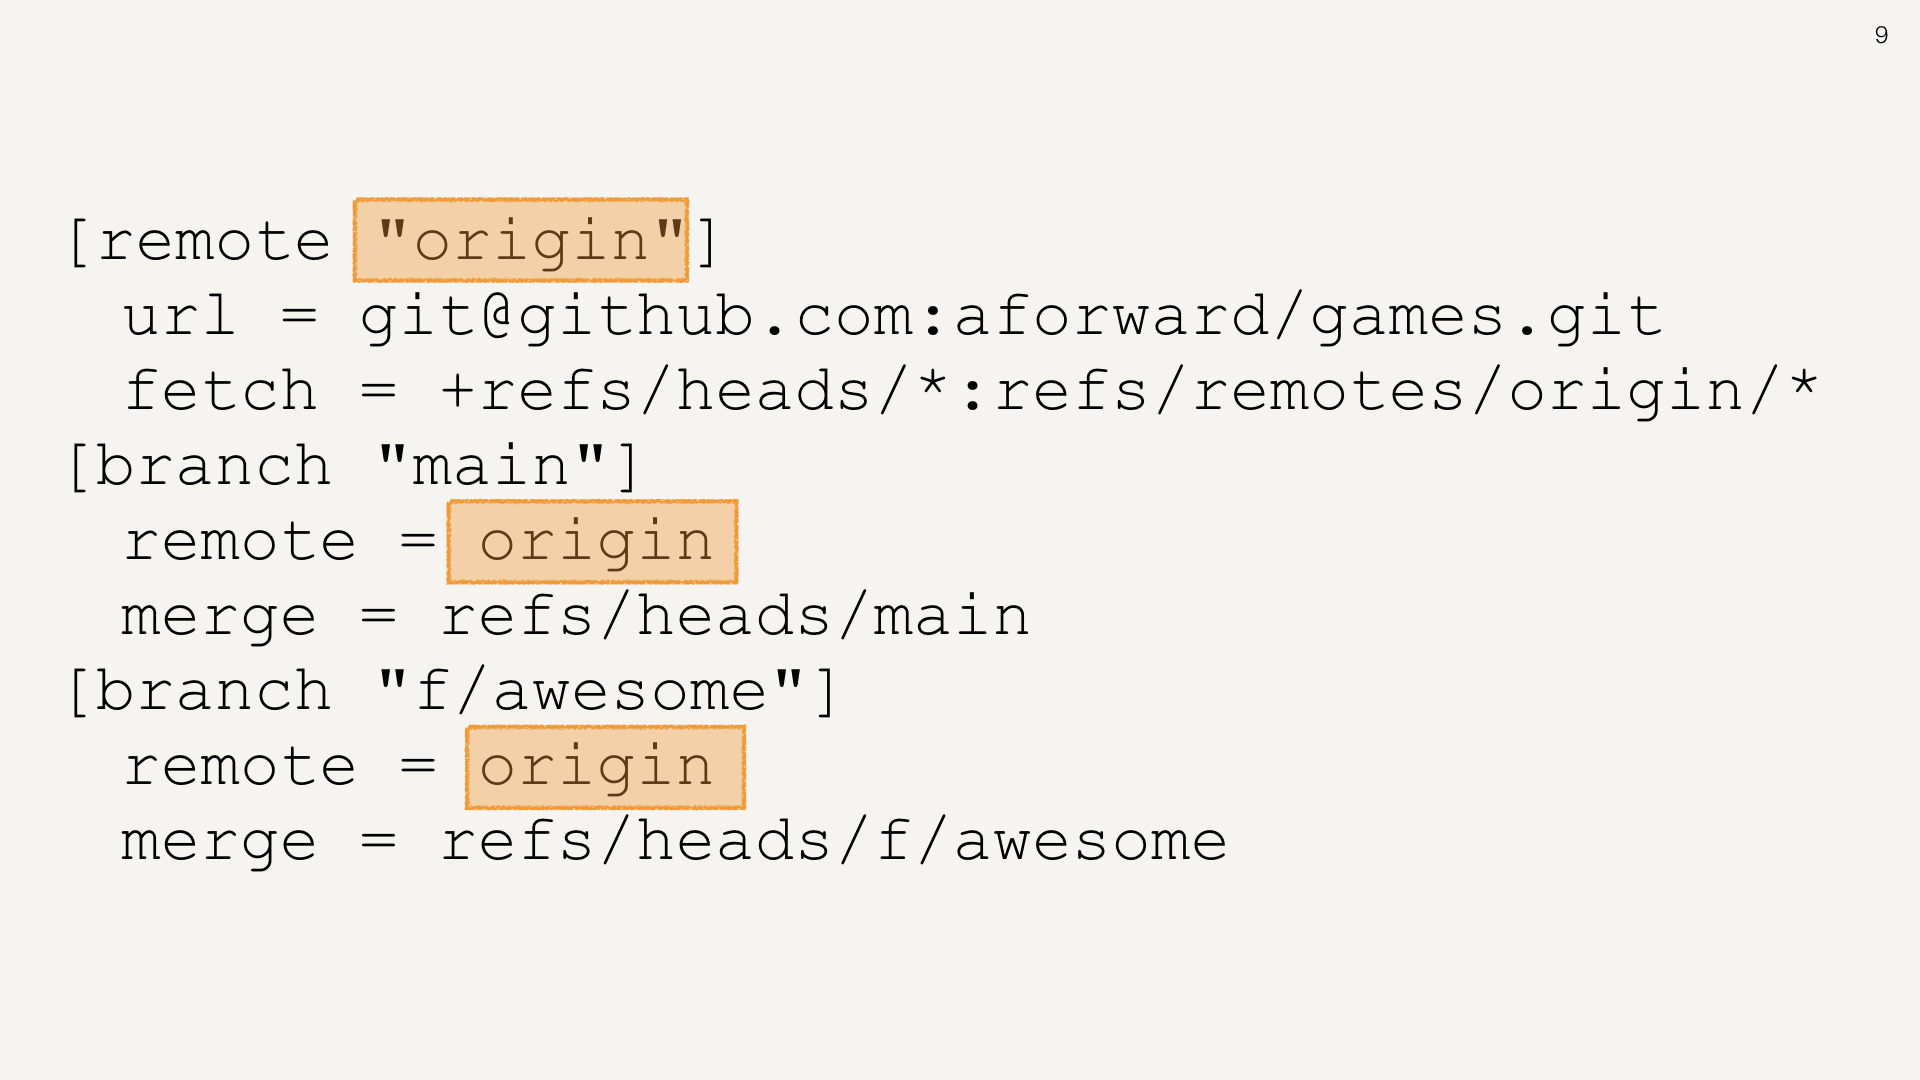 9
[remote "origin"]
url = git@github.com:aforward/games.git
fetch = +refs/heads/*:refs/remotes/origin/*
[branch "main"]
remote = origin
merge = refs/heads/main
[branch "f/awesome"]
remote = origin
merge = refs/heads/f/awesome